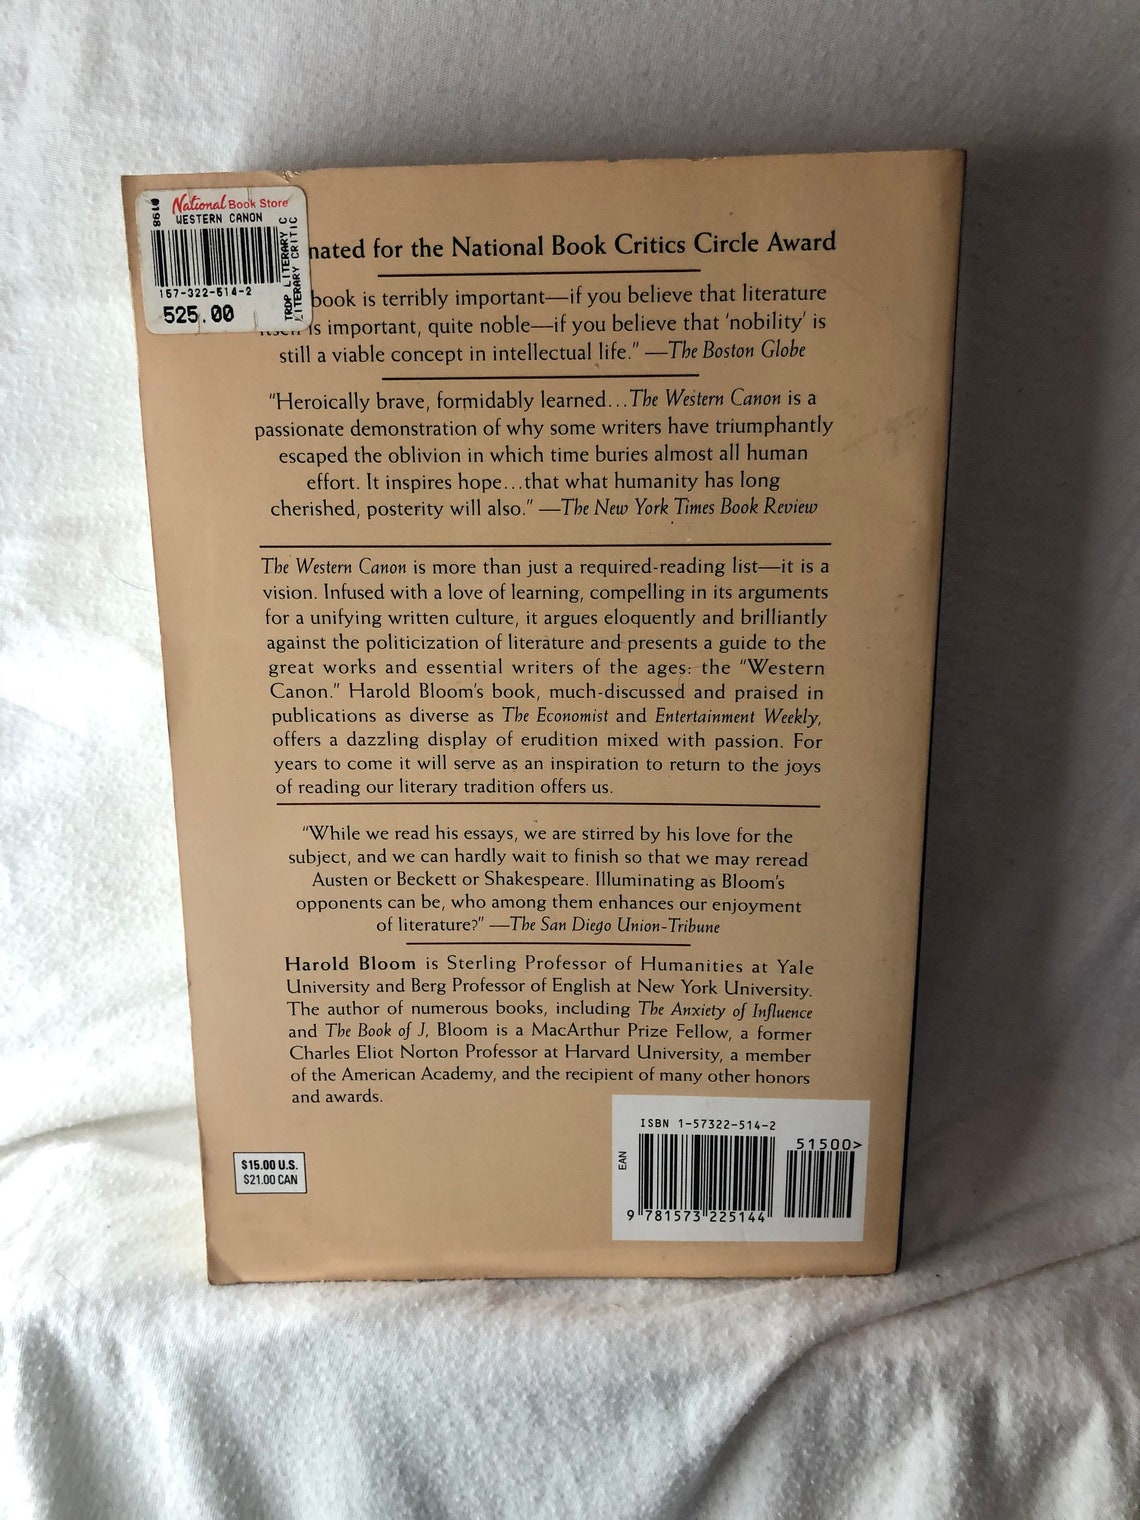 0198
National Book Store
WESTERN CANON
157-322-514-2
525.00
TRDP LITERARY C
LITERARY CRITIC
nated for the National Book Critics Circle Award
book is terribly important—if you believe that literature
is important, quite noble—if you believe that 'nobility' is
still a viable concept in intellectual life." —The Boston Globe
"Heroically brave, formidably learned...The Western Canon is a
passionate demonstration of why some writers have triumphantly
escaped the oblivion in which time buries almost all human
effort. It inspires hope...that what humanity has long
cherished, posterity will also." —The New York Times Book Review
The Western Canon is more than just a required-reading list—it is a
vision. Infused with a love of learning, compelling in its arguments
for a unifying written culture, it argues eloquently and brilliantly
against the politicization of literature and presents a guide to the
great works and essential writers of the ages: the "Western
Canon." Harold Bloom's book, much-discussed and praised in
publications as diverse as The Economist and Entertainment Weekly,
offers a dazzling display of erudition mixed with passion. For
years to come it will serve as an inspiration to return to the joys
of reading our literary tradition offers us.
"While we read his essays, we are stirred by his love for the
subject, and we can hardly wait to finish so that we may reread
Austen or Beckett or Shakespeare. Illuminating as Bloom's
opponents can be, who among them enhances our enjoyment
of literature?" —The San Diego Union-Tribune
Harold Bloom is Sterling Professor of Humanities at Yale
University and Berg Professor of English at New York University.
The author of numerous books, including The Anxiety of Influence
and The Book of J, Bloom is a MacArthur Prize Fellow, a former
Charles Eliot Norton Professor at Harvard University, a member
of the American Academy, and the recipient of many other honors
and awards.
$15.00 U.S.
$21.00 CAN
ISBN 1-57322-514-2
51500>
EAN
9 781573 225144